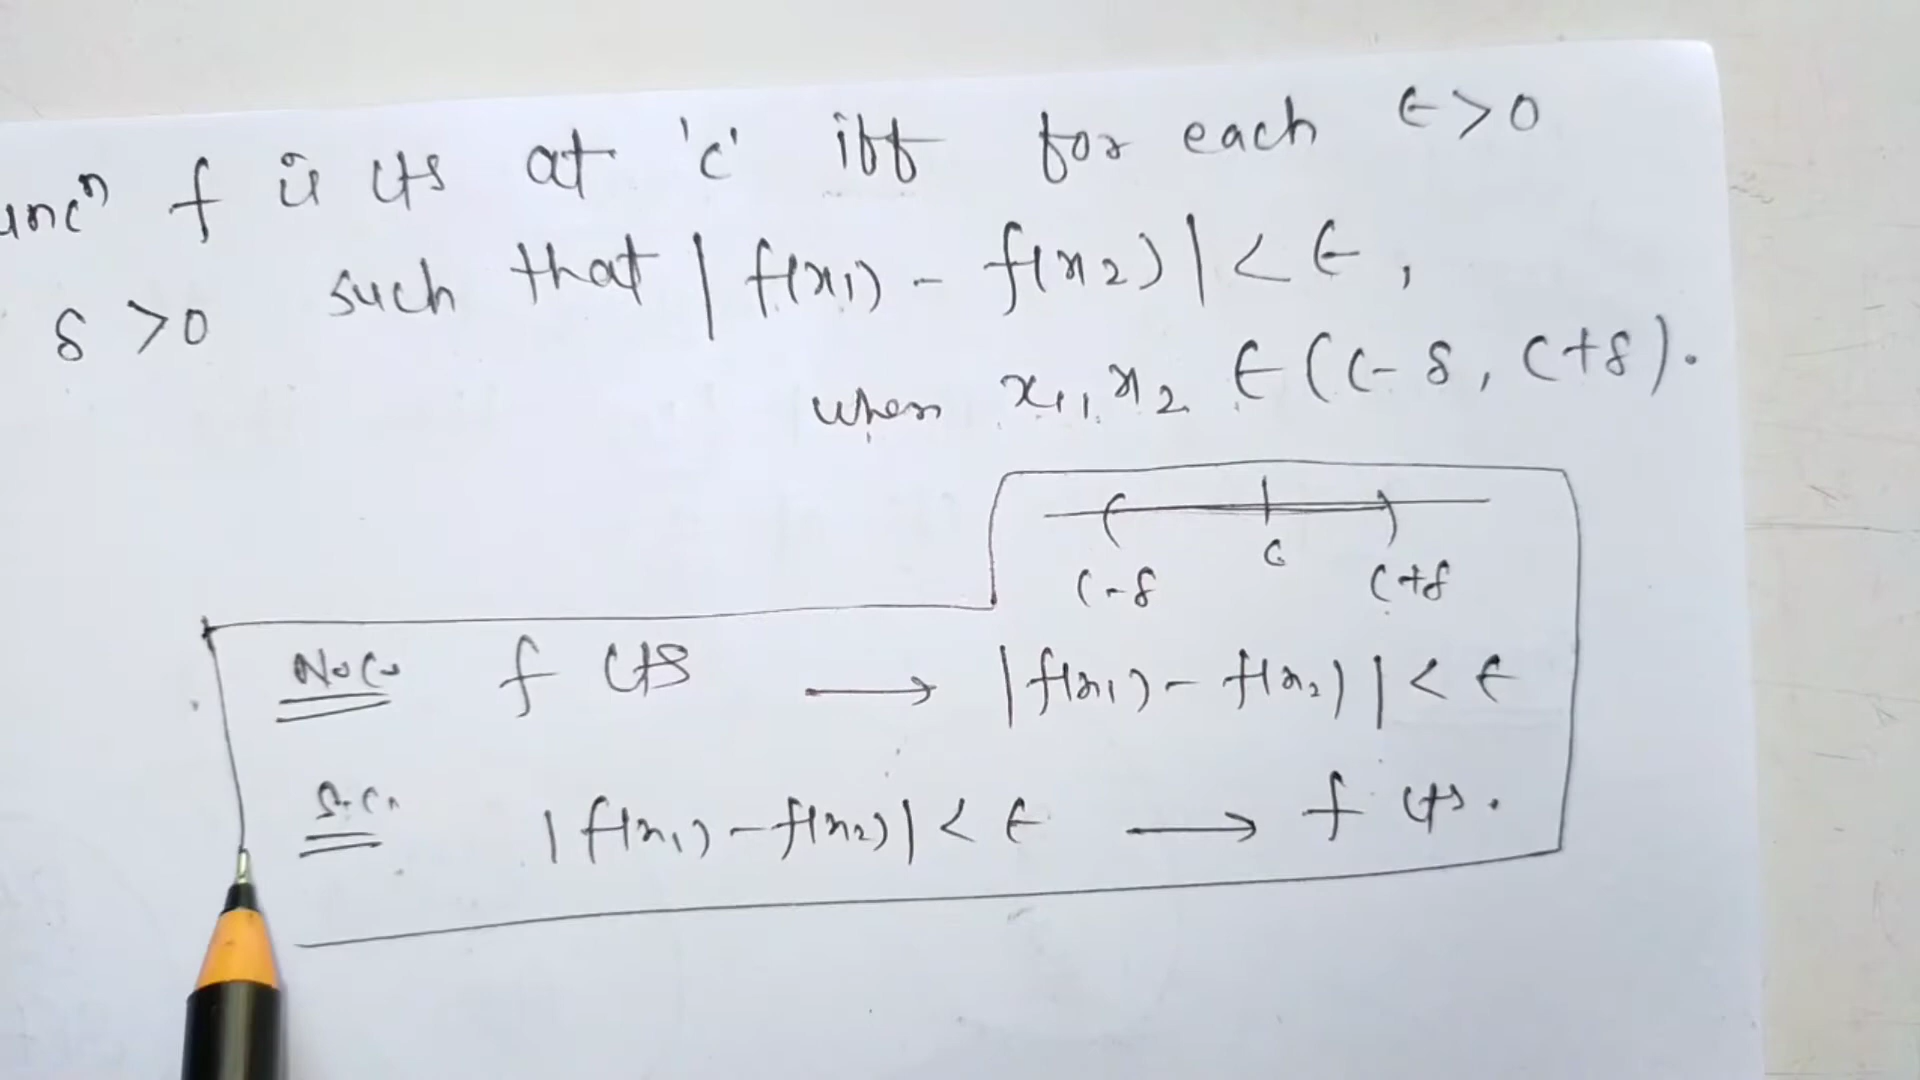 uncⁿ f is cts at 'c' iff for each ϵ>0
δ >0 such that | f(x₁) - f(x₂) | < ϵ ,
when x₁, x₂ ∈ (c-δ, c+δ).
c
c-δ c+δ
N.C. f cts → |f(x₁) - f(x₂)| < ϵ
S.C. |f(x₁) - f(x₂)| < ϵ → f cts.